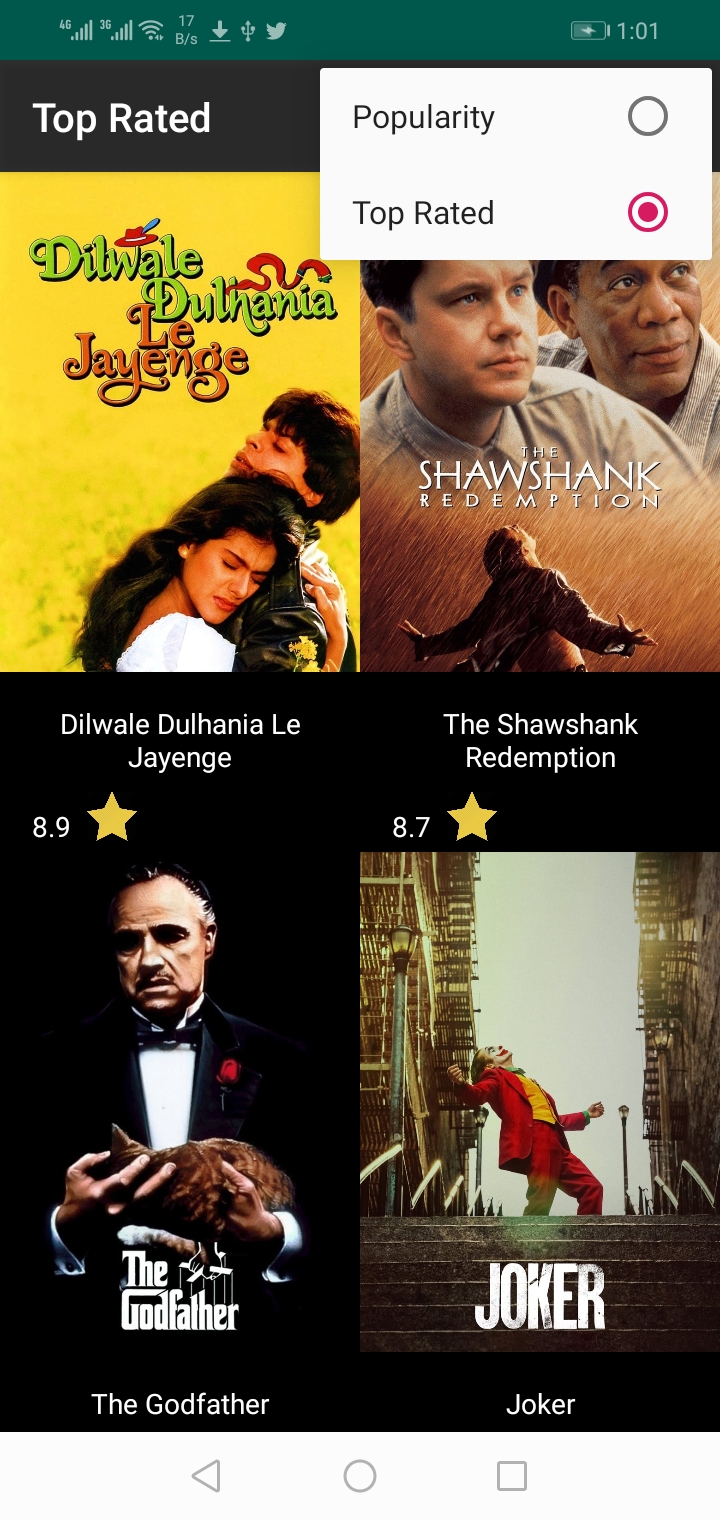 4G 3G 17 B/s 1:01
Top Rated
Popularity
Top Rated
Dilwale
Dulhania
Le
Jayenge
THE
SHAWSHANK
REDEMPTION
Dilwale Dulhania Le
Jayenge
The Shawshank
Redemption
8.9
8.7
The
Godfather
JOKER
The Godfather
Joker